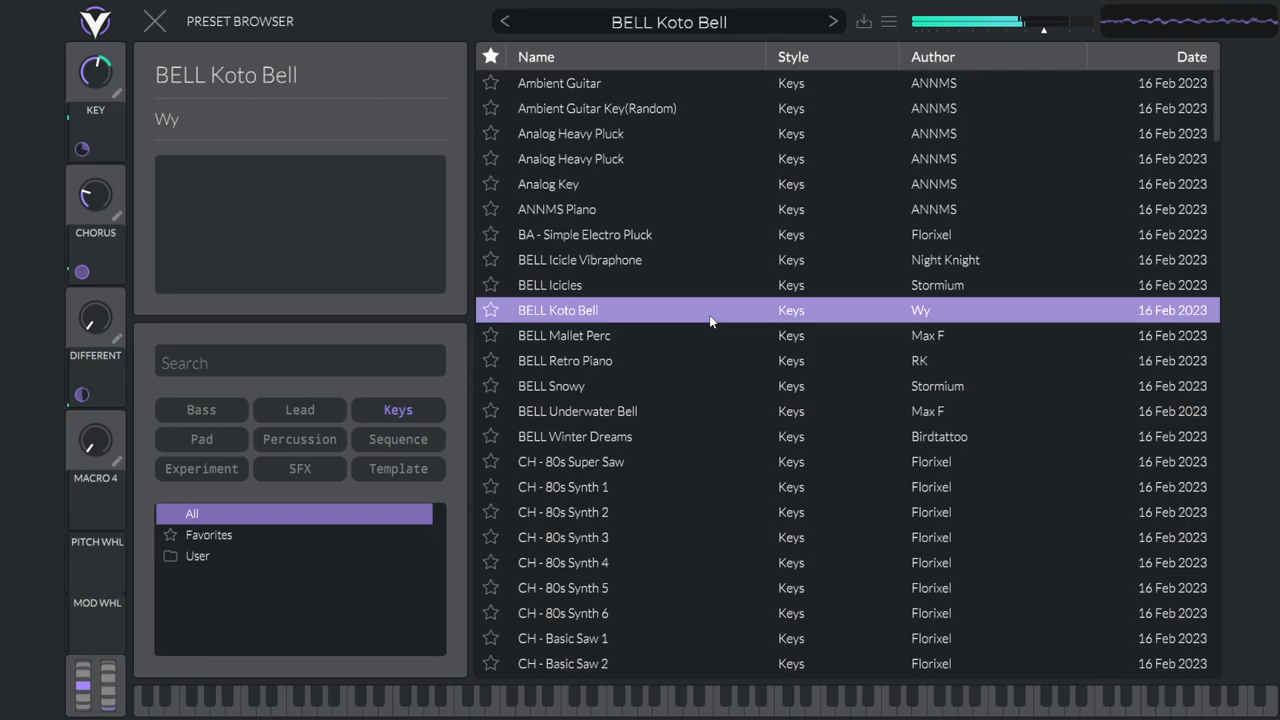 PRESET BROWSER
BELL Koto Bell
KEY
CHORUS
DIFFERENT
MACRO 4
PITCH WHL
MOD WHL
BELL Koto Bell
Wy
Search
Bass Lead Keys
Pad Percussion Sequence
Experiment SFX Template
All
Favorites
User
Name Style Author Date
Ambient Guitar Keys ANNMS 16 Feb 2023
Ambient Guitar Key(Random) Keys ANNMS 16 Feb 2023
Analog Heavy Pluck Keys ANNMS 16 Feb 2023
Analog Heavy Pluck Keys ANNMS 16 Feb 2023
Analog Key Keys ANNMS 16 Feb 2023
ANNMS Piano Keys ANNMS 16 Feb 2023
BA - Simple Electro Pluck Keys Florixel 16 Feb 2023
BELL Icicle Vibraphone Keys Night Knight 16 Feb 2023
BELL Icicles Keys Stormium 16 Feb 2023
BELL Koto Bell Keys Wy 16 Feb 2023
BELL Mallet Perc Keys Max F 16 Feb 2023
BELL Retro Piano Keys RK 16 Feb 2023
BELL Snowy Keys Stormium 16 Feb 2023
BELL Underwater Bell Keys Max F 16 Feb 2023
BELL Winter Dreams Keys Birdtattoo 16 Feb 2023
CH - 80s Super Saw Keys Florixel 16 Feb 2023
CH - 80s Synth 1 Keys Florixel 16 Feb 2023
CH - 80s Synth 2 Keys Florixel 16 Feb 2023
CH - 80s Synth 3 Keys Florixel 16 Feb 2023
CH - 80s Synth 4 Keys Florixel 16 Feb 2023
CH - 80s Synth 5 Keys Florixel 16 Feb 2023
CH - 80s Synth 6 Keys Florixel 16 Feb 2023
CH - Basic Saw 1 Keys Florixel 16 Feb 2023
CH - Basic Saw 2 Keys Florixel 16 Feb 2023